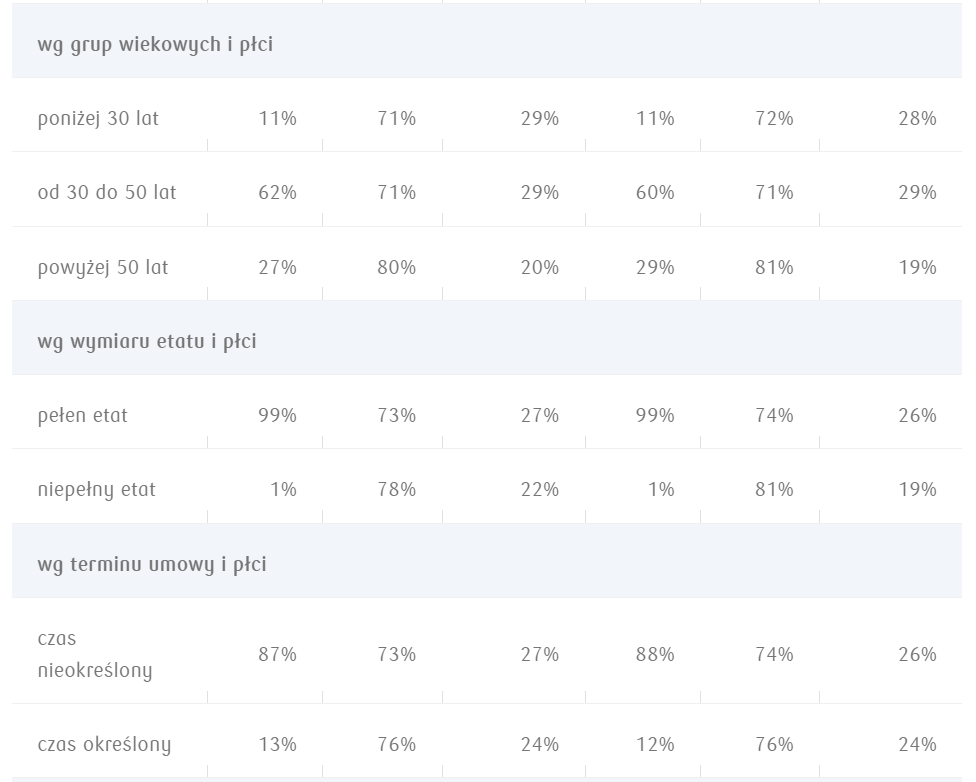 wg grup wiekowych i płci
poniżej 30 lat 11% 71% 29% 11% 72% 28%
od 30 do 50 lat 62% 71% 29% 60% 71% 29%
powyżej 50 lat 27% 80% 20% 29% 81% 19%
wg wymiaru etatu i płci
pełen etat 99% 73% 27% 99% 74% 26%
niepełny etat 1% 78% 22% 1% 81% 19%
wg terminu umowy i płci
czas
nieokreślony 87% 73% 27% 88% 74% 26%
czas określony 13% 76% 24% 12% 76% 24%